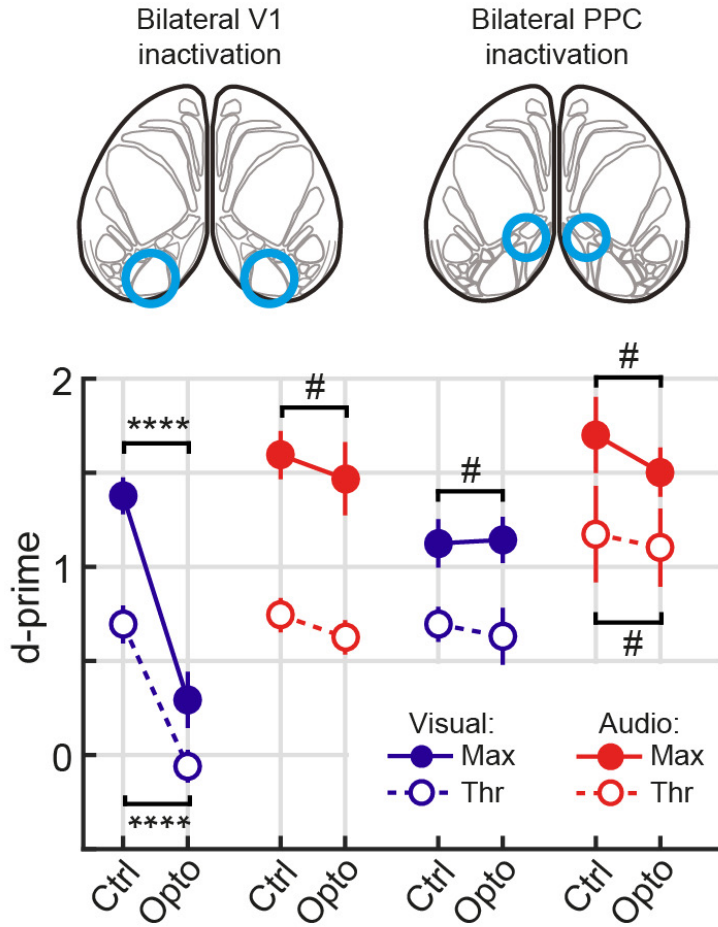 Bilateral V1
inactivation
Bilateral PPC
inactivation
d-prime
2
1
0
****
****
#
#
#
#
Visual:
Max
Thr
Audio:
Max
Thr
Ctrl
Opto
Ctrl
Opto
Ctrl
Opto
Ctrl
Opto